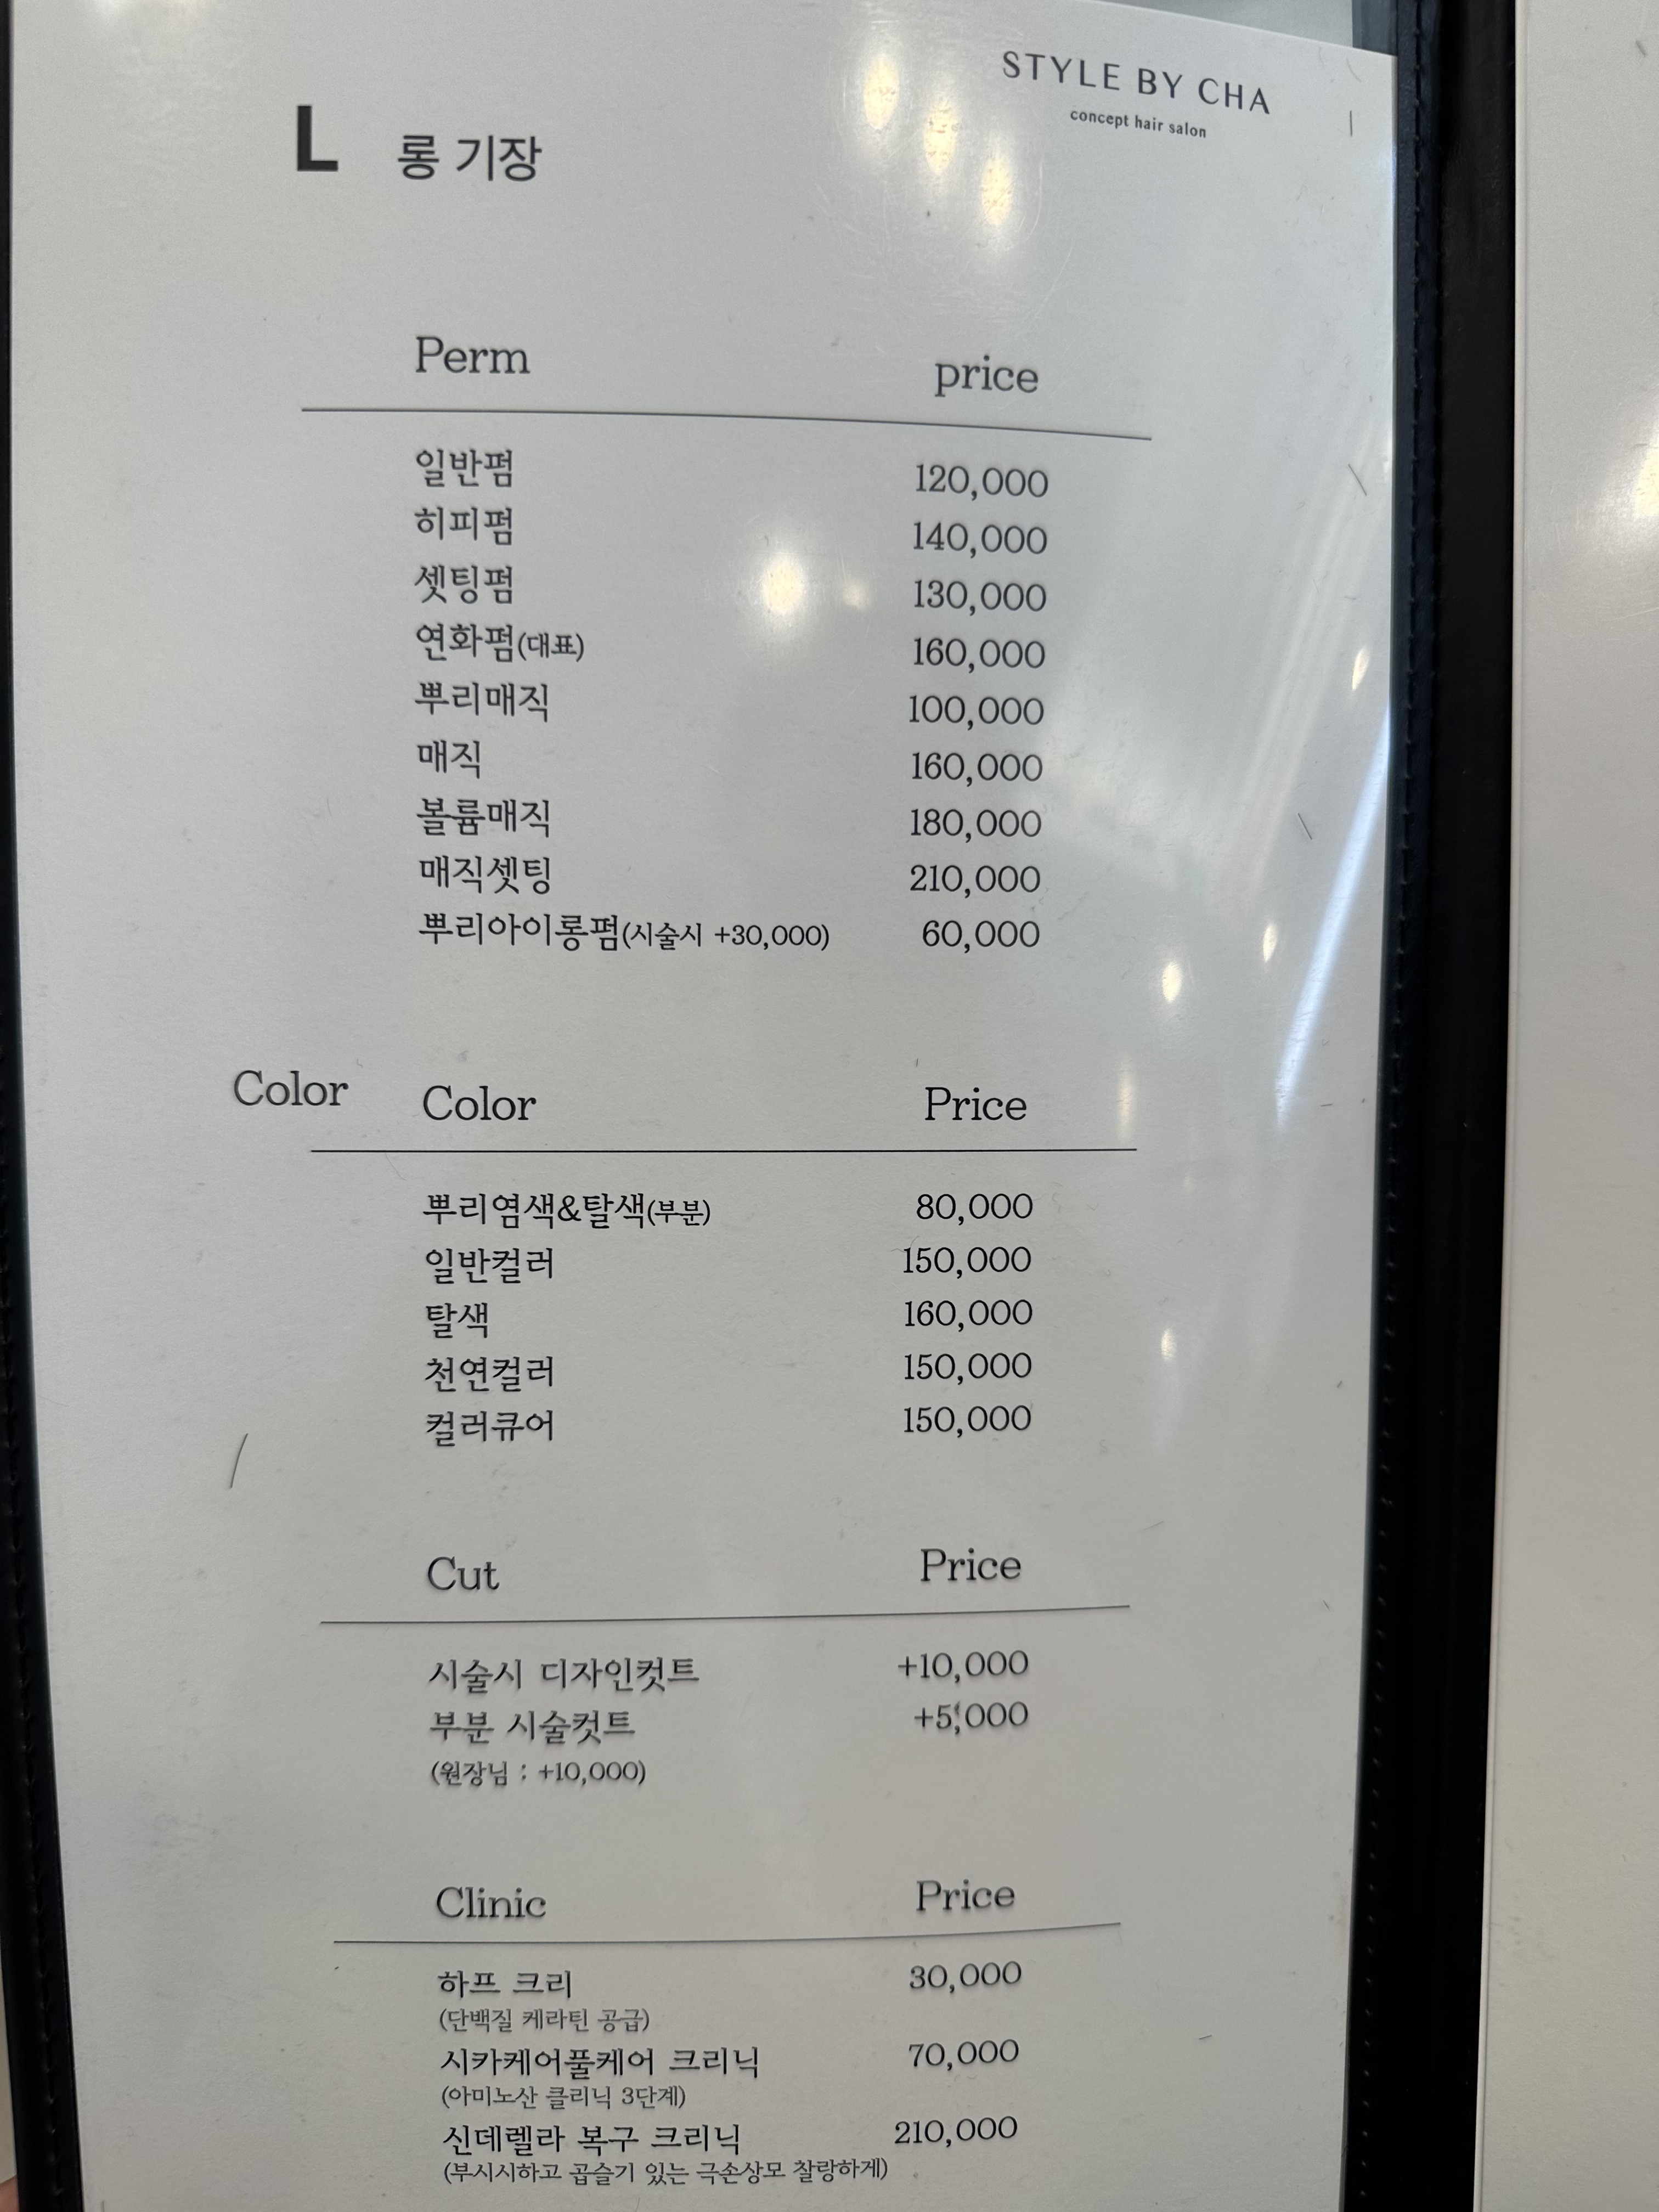 STYLE BY CHA
concept hair salon
L 롱 기장
Perm price
일반펌 120,000
히피펌 140,000
셋팅펌 130,000
연화펌(대표) 160,000
뿌리매직 100,000
매직 160,000
볼륨매직 180,000
매직셋팅 210,000
뿌리아이롱펌(시술시 +30,000) 60,000
Color Color Price
뿌리염색&탈색(부분) 80,000
일반컬러 150,000
탈색 160,000
천연컬러 150,000
컬러큐어 150,000
Cut Price
시술시 디자인컷트 +10,000
부분 시술컷트 +5,000
(원장님 : +10,000)
Clinic Price
하프 크리 30,000
(단백질 케라틴 공급)
시카케어풀케어 크리닉 70,000
(아미노산 클리닉 3단계)
신데렐라 복구 크리닉 210,000
(부시시하고 곱슬기 있는 극손상모 찰랑하게)